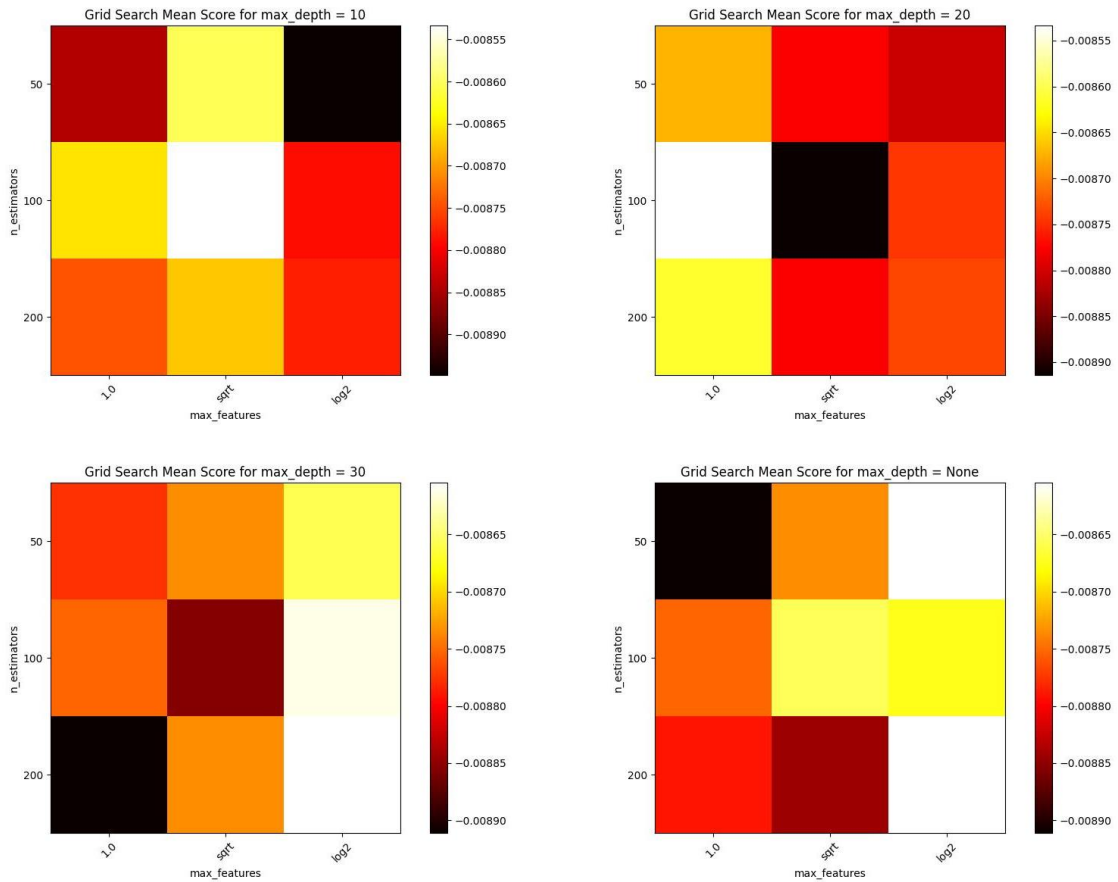 Grid Search Mean Score for max_depth = 10
n_estimators
50
100
200
1.0
sqrt
log2
max_features
−0.00855
−0.00860
−0.00865
−0.00870
−0.00875
−0.00880
−0.00885
−0.00890
Grid Search Mean Score for max_depth = 20
n_estimators
50
100
200
1.0
sqrt
log2
max_features
−0.00855
−0.00860
−0.00865
−0.00870
−0.00875
−0.00880
−0.00885
−0.00890
Grid Search Mean Score for max_depth = 30
n_estimators
50
100
200
1.0
sqrt
log2
max_features
−0.00865
−0.00870
−0.00875
−0.00880
−0.00885
−0.00890
Grid Search Mean Score for max_depth = None
n_estimators
50
100
200
1.0
sqrt
log2
max_features
−0.00865
−0.00870
−0.00875
−0.00880
−0.00885
−0.00890